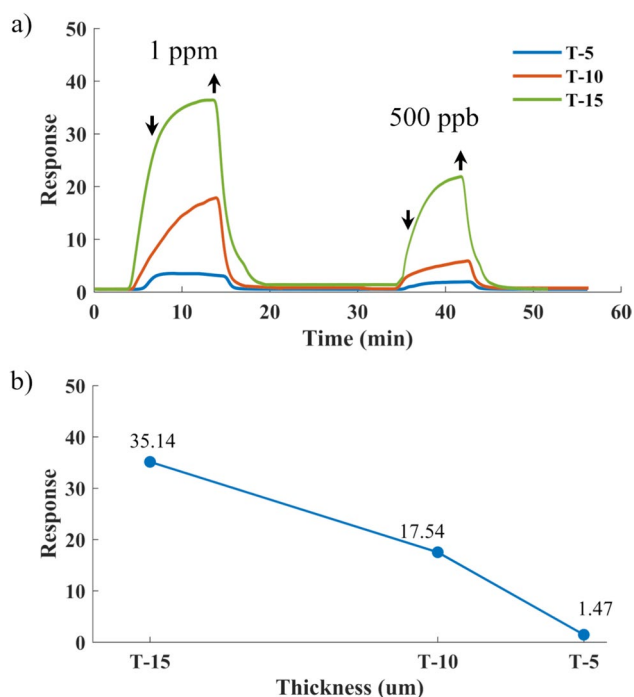 a)
50
40
30
20
10
0
Response
1 ppm
500 ppb
T-5
T-10
T-15
0 10 20 30 40 50 60
Time (min)
b)
50
40
30
20
10
0
Response
35.14
17.54
1.47
T-15 T-10 T-5
Thickness (um)